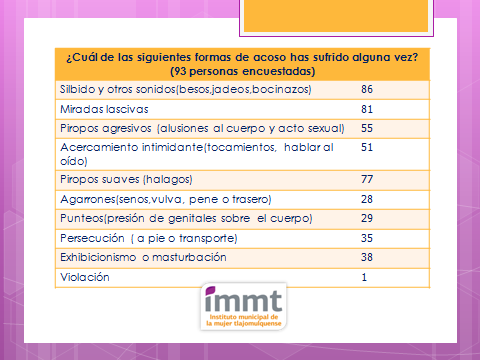 ¿Cuál de las siguientes formas de acoso has sufrido alguna vez?
(93 personas encuestadas)
Silbido y otros sonidos(besos,jadeos,bocinazos) 86
Miradas lascivas 81
Piropos agresivos (alusiones al cuerpo y acto sexual) 55
Acercamiento intimidante(tocamientos, hablar al 51
oído)
Piropos suaves (halagos) 77
Agarrones(senos,vulva, pene o trasero) 28
Punteos(presión de genitales sobre el cuerpo) 29
Persecución ( a pie o transporte) 35
Exhibicionismo o masturbación 38
Violación 1
immt
Instituto municipal de
la mujer tlajomulquense